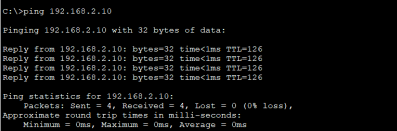 C:\>ping 192.168.2.10
Pinging 192.168.2.10 with 32 bytes of data:
Reply from 192.168.2.10: bytes=32 time<1ms TTL=126
Reply from 192.168.2.10: bytes=32 time<1ms TTL=126
Reply from 192.168.2.10: bytes=32 time<1ms TTL=126
Reply from 192.168.2.10: bytes=32 time<1ms TTL=126
Ping statistics for 192.168.2.10:
Packets: Sent = 4, Received = 4, Lost = 0 (0% loss),
Approximate round trip times in milli-seconds:
Minimum = 0ms, Maximum = 0ms, Average = 0ms